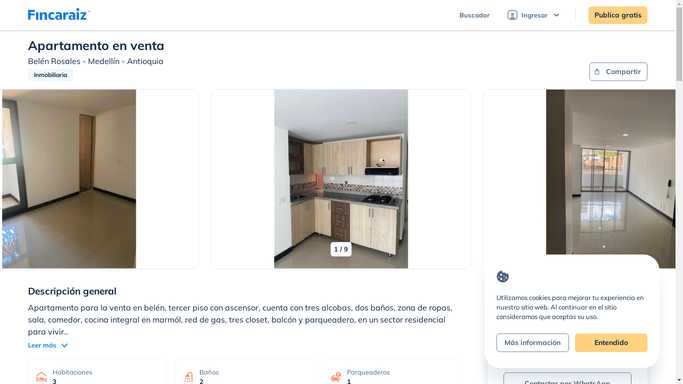 Fincaraiz
Buscador
Ingresar
Publica gratis
Apartamento en venta
Belén Rosales - Medellín - Antioquia
Inmobiliaria
Compartir
1 / 9
Descripción general
Apartamento para la venta en belén, tercer piso con ascensor, cuenta con tres alcobas, dos baños, zona de ropas,
sala, comedor, cocina integral en marmól, red de gas, tres closet, balcón y parqueadero, en un sector residencial
para vivir...
Leer más
Habitaciones
3
Baños
2
Parqueaderos
1
Utilizamos cookies para mejorar tu experiencia en
nuestro sitio web. Al continuar en el sitio
consideramos que aceptas su uso.
Más información
Entendido
Contactar por WhatsApp